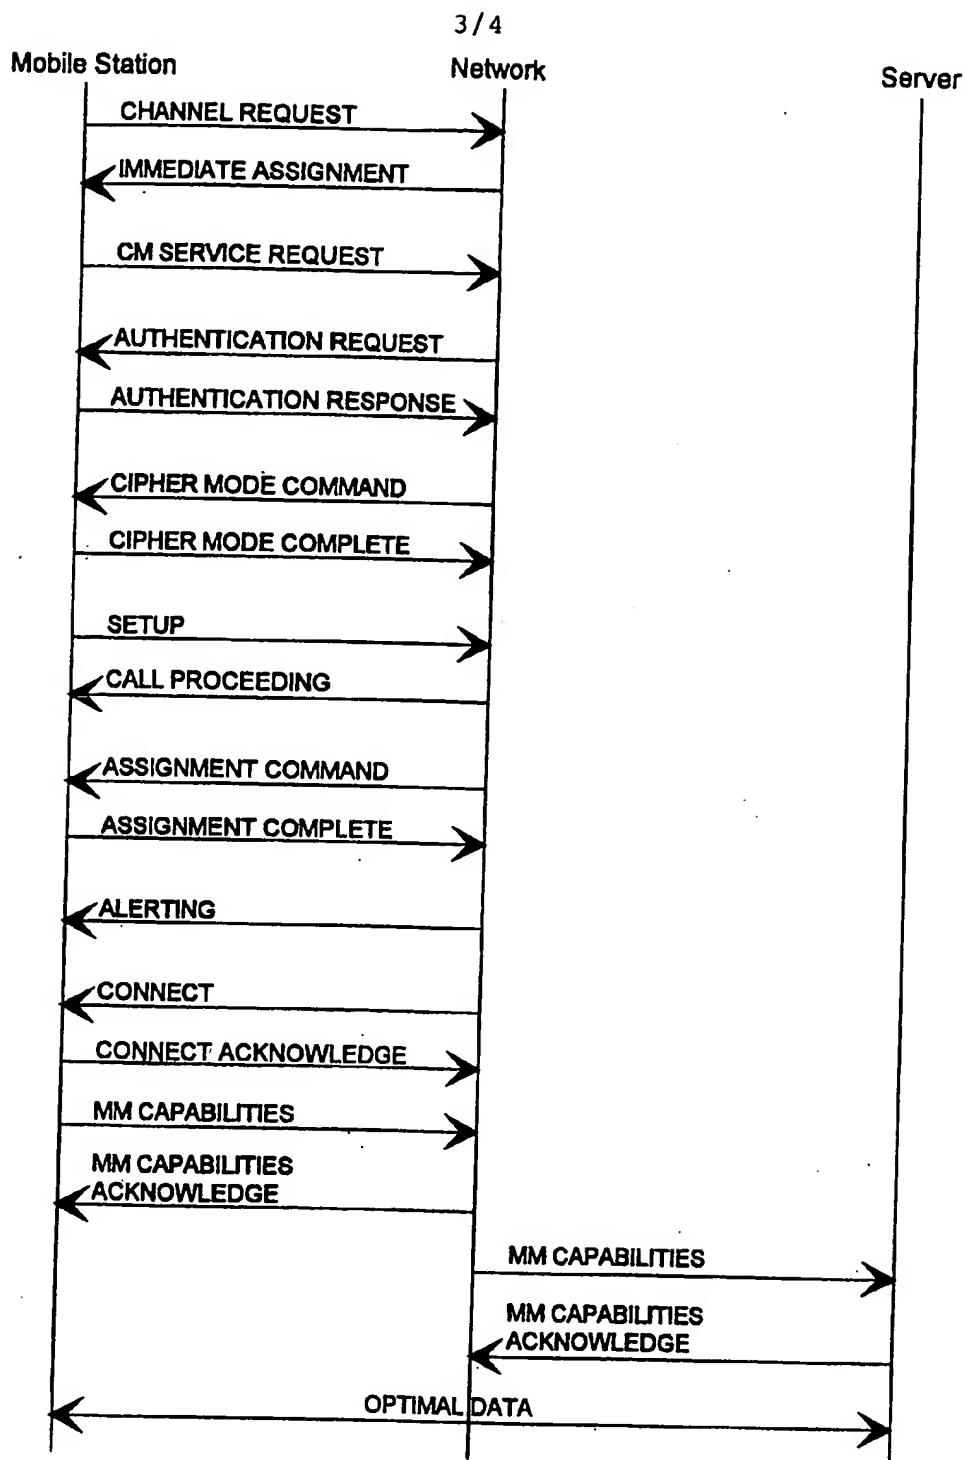 3/4
Mobile Station
Network
Server
CHANNEL REQUEST
IMMEDIATE ASSIGNMENT
CM SERVICE REQUEST
AUTHENTICATION REQUEST
AUTHENTICATION RESPONSE
CIPHER MODE COMMAND
CIPHER MODE COMPLETE
SETUP
CALL PROCEEDING
ASSIGNMENT COMMAND
ASSIGNMENT COMPLETE
ALERTING
CONNECT
CONNECT ACKNOWLEDGE
MM CAPABILITIES
MM CAPABILITIES
ACKNOWLEDGE
MM CAPABILITIES
MM CAPABILITIES
ACKNOWLEDGE
OPTIMAL DATA